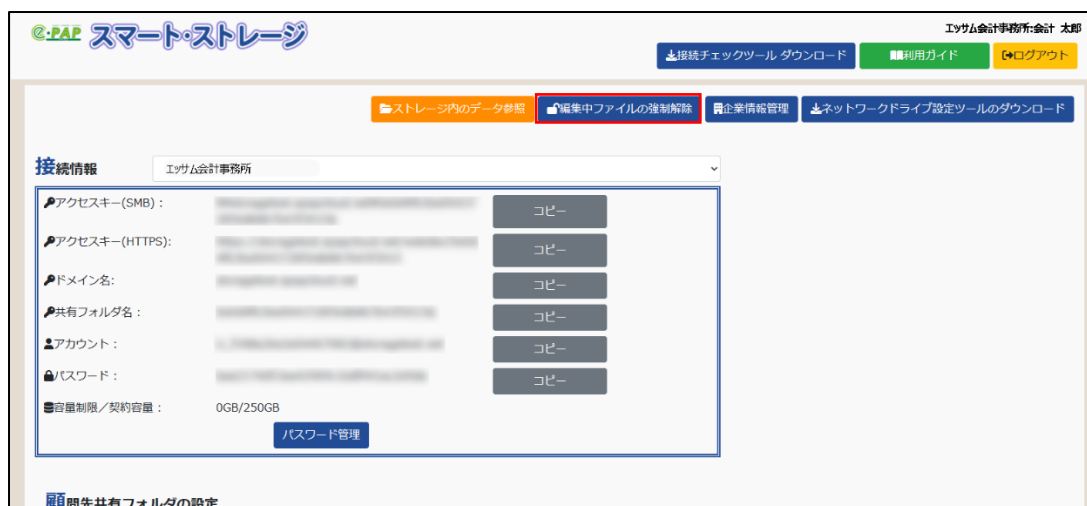 e-PAP スマート・ストレージ
エッサム会計事務所:会計 太郎
接続チェックツール ダウンロード 利用ガイド ログアウト
ストレージ内のデータ参照 編集中ファイルの強制解除 企業情報管理 ネットワークドライブ設定ツールのダウンロード
接続情報 エッサム会計事務所
アクセスキー(SMB) : コピー
アクセスキー(HTTPS): コピー
ドメイン名: コピー
共有フォルダ名 : コピー
アカウント : コピー
パスワード : コピー
容量制限／契約容量 : 0GB/250GB
パスワード管理
顧問先共有フォルダの設定